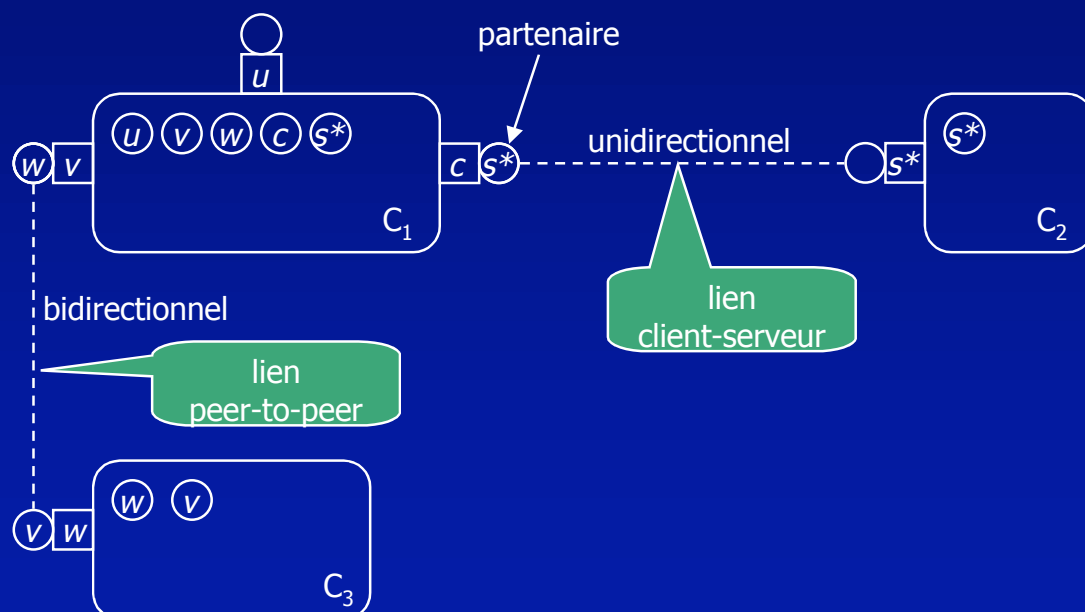 partenaire
u
u v w c s*
s*
unidirectionnel
w v
c s*
s*
C1
C2
bidirectionnel
lien
client-serveur
lien
peer-to-peer
w v
v w
C3